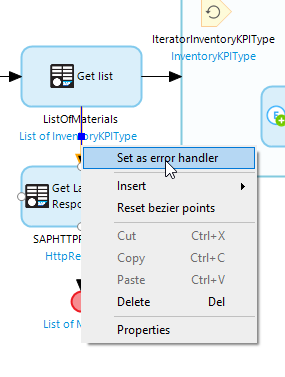 IteratorInventoryKPIType
InventoryKPIType
Get list
ListOfMaterials
List of InventoryKPIType
Set as error handler
Get La
Respon
Insert
Reset bezier points
SAPHTTPR
HttpRe
Cut Ctrl+X
Copy Ctrl+C
Paste Ctrl+V
Delete Del
List of M
Properties